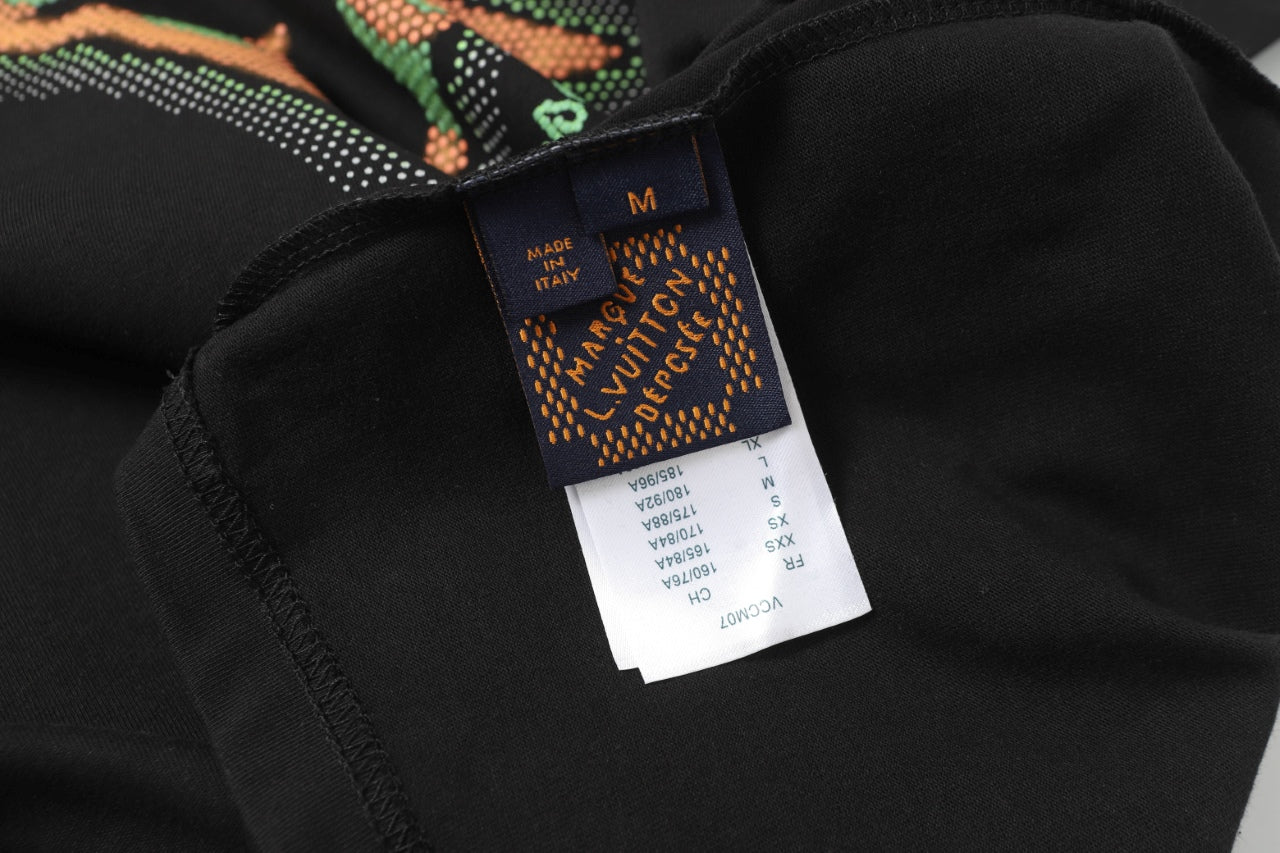 M
MADE
IN
ITALY
MARQUE
L.VUITTON
DÉPOSÉE
VCCM07
FR CH
XXS 160/76A
XS 165/84A
S 170/84A
M 175/88A
L 180/92A
XL 185/96A